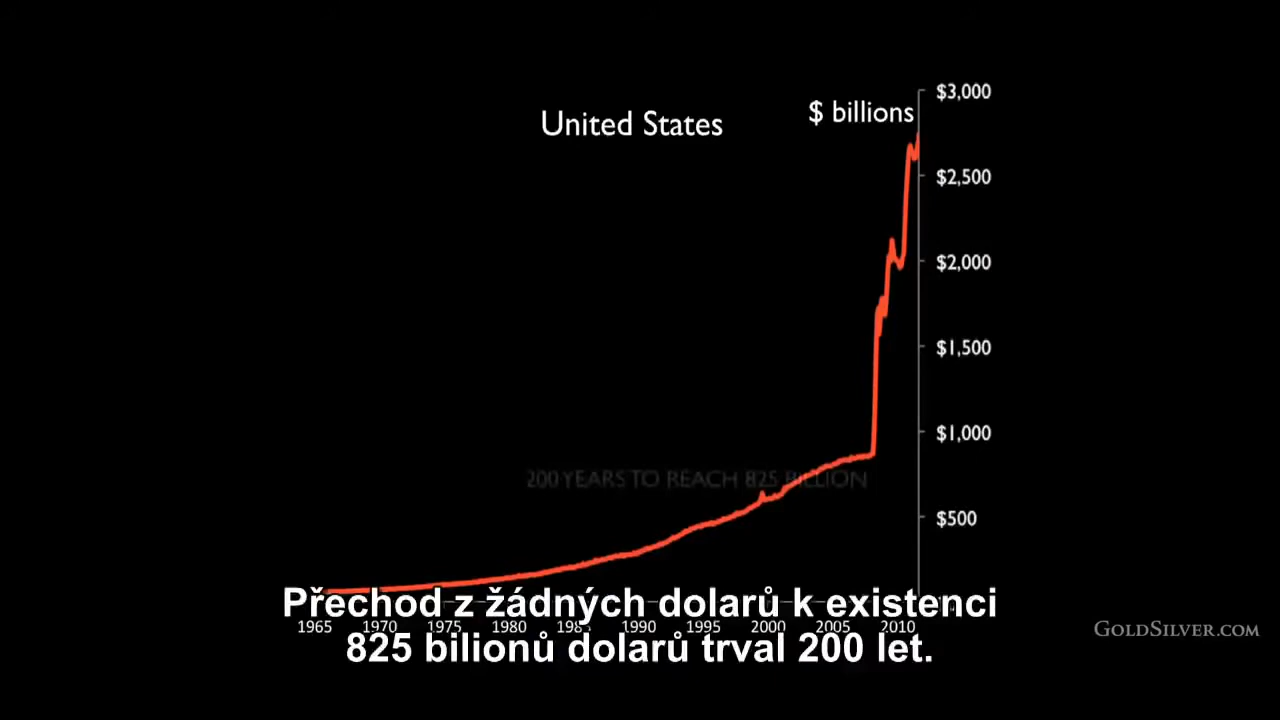 $3,000
United States
$ billions
$2,500
$2,000
$1,500
$1,000
200 YEARS TO REACH 825 BILLION
$500
Přechod z žádných dolarů k existenci
1965 1970 1975 1980 1985 1990 1995 2000 2005 2010
GOLDSILVER.COM
825 bilionů dolarů trval 200 let.